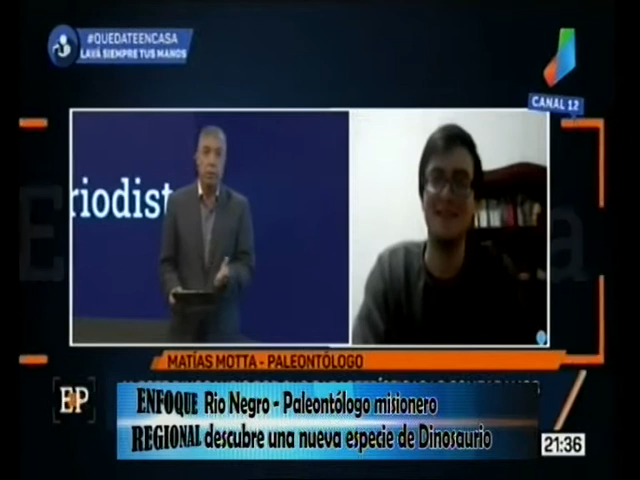 #QUEDATEENCASA
LAVÁ SIEMPRE TUS MANOS
CANAL 12
riodist
MATÍAS MOTTA - PALEONTÓLOGO
EP
ENFOQUE Rio Negro - Paleontólogo misionero
REGIONAL descubre una nueva especie de Dinosaurio
21:36